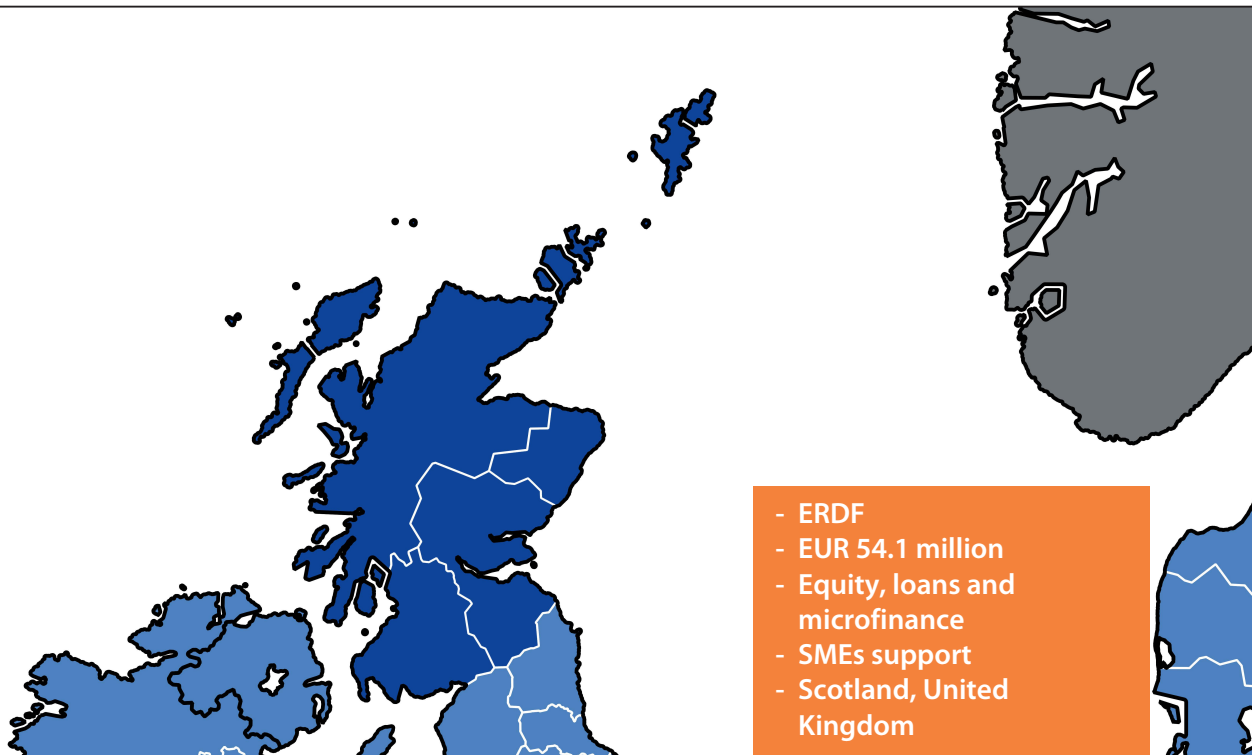 - ERDF
- EUR 54.1 million
- Equity, loans and
microfinance
- SMEs support
- Scotland, United
Kingdom